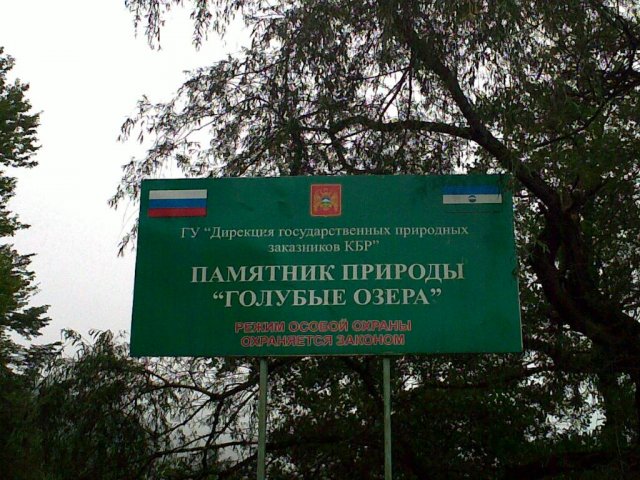 ГУ "Дирекция государственных природных
заказников КБР"
ПАМЯТНИК ПРИРОДЫ
"ГОЛУБЫЕ ОЗЕРА"
РЕЖИМ ОСОБОЙ ОХРАНЫ
ОХРАНЯЕТСЯ ЗАКОНОМ